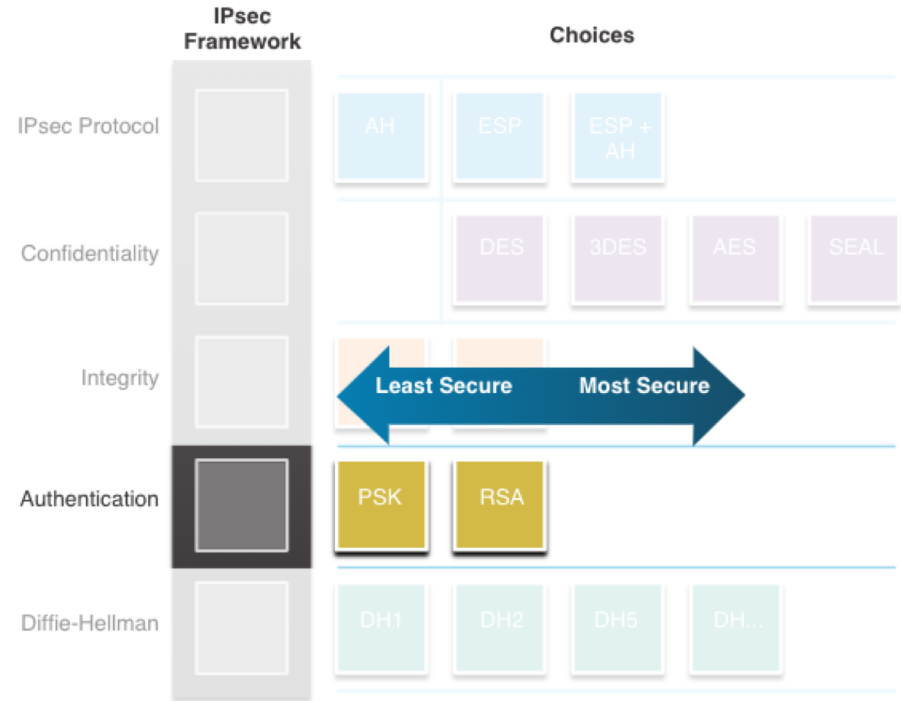 IPsec
Framework
Choices
IPsec Protocol
AH
ESP
ESP +
AH
Confidentiality
DES
3DES
AES
SEAL
Integrity
Least Secure
Most Secure
Authentication
PSK
RSA
Diffie-Hellman
DH1
DH2
DH5
DH...